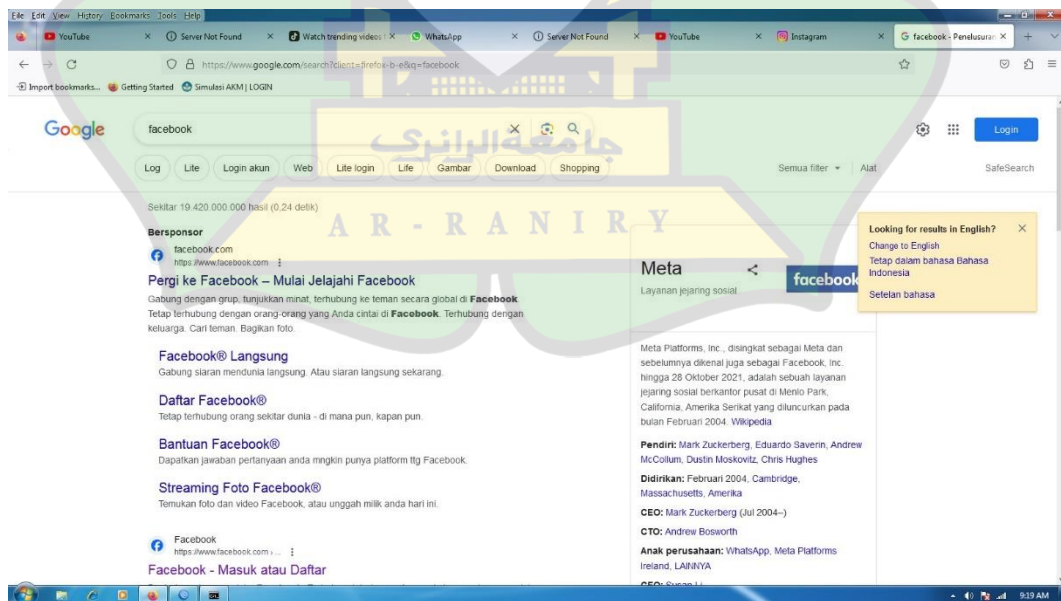 File Edit View History Bookmarks Tools Help
YouTube Server Not Found Watch trending videos WhatsApp Server Not Found YouTube Instagram facebook - Penelusuran
https://www.google.com/search?client=firefox-b-e&q=facebook
Import bookmarks... Getting Started Simulasi AKM | LOGIN
Google
facebook
Login
Log Lite Login akun Web Lite login Life Gambar Download Shopping
Semua filter Alat SafeSearch
جامعة الرانري
AR-RANIRY
Sekitar 19.420.000.000 hasil (0,24 detik)
Bersponsor
facebook.com
https://www.facebook.com
Pergi ke Facebook – Mulai Jelajahi Facebook
Gabung dengan grup, tunjukkan minat, terhubung ke teman secara global di Facebook.
Tetap terhubung dengan orang-orang yang Anda cintai di Facebook. Terhubung dengan
keluarga. Cari teman. Bagikan foto.
Facebook® Langsung
Gabung siaran mendunia langsung. Atau siaran langsung sekarang.
Daftar Facebook®
Tetap terhubung orang sekitar dunia - di mana pun, kapan pun.
Bantuan Facebook®
Dapatkan jawaban pertanyaan anda mngkin punya platform ttg Facebook.
Streaming Foto Facebook®
Temukan foto dan video Facebook, atau unggah milik anda hari ini.
Facebook
https://www.facebook.com › ...
Facebook - Masuk atau Daftar
Meta
Layanan jejaring sosial
facebook
Meta Platforms, Inc., disingkat sebagai Meta dan
sebelumnya dikenal juga sebagai Facebook, Inc.
hingga 28 Oktober 2021, adalah sebuah layanan
jejaring sosial berkantor pusat di Menlo Park,
California, Amerika Serikat yang diluncurkan pada
bulan Februari 2004. Wikipedia
Pendiri: Mark Zuckerberg, Eduardo Saverin, Andrew
McCollum, Dustin Moskovitz, Chris Hughes
Didirikan: Februari 2004, Cambridge,
Massachusetts, Amerika
CEO: Mark Zuckerberg (Jul 2004–)
CTO: Andrew Bosworth
Anak perusahaan: WhatsApp, Meta Platforms
Ireland, LAINNYA
CFO: Susan Li
Looking for results in English?
Change to English
Tetap dalam bahasa Bahasa
Indonesia
Setelan bahasa
9:19 AM